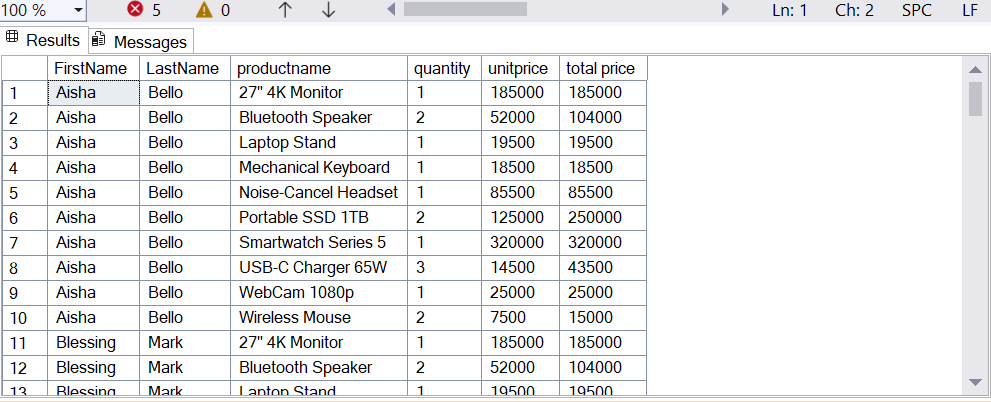 100 % 5 0 Ln: 1 Ch: 2 SPC LF
Results Messages
FirstName LastName productname quantity unitprice total price
1 Aisha Bello 27" 4K Monitor 1 185000 185000
2 Aisha Bello Bluetooth Speaker 2 52000 104000
3 Aisha Bello Laptop Stand 1 19500 19500
4 Aisha Bello Mechanical Keyboard 1 18500 18500
5 Aisha Bello Noise-Cancel Headset 1 85500 85500
6 Aisha Bello Portable SSD 1TB 2 125000 250000
7 Aisha Bello Smartwatch Series 5 1 320000 320000
8 Aisha Bello USB-C Charger 65W 3 14500 43500
9 Aisha Bello WebCam 1080p 1 25000 25000
10 Aisha Bello Wireless Mouse 2 7500 15000
11 Blessing Mark 27" 4K Monitor 1 185000 185000
12 Blessing Mark Bluetooth Speaker 2 52000 104000
13 Blessing Mark Laptop Stand 1 19500 19500